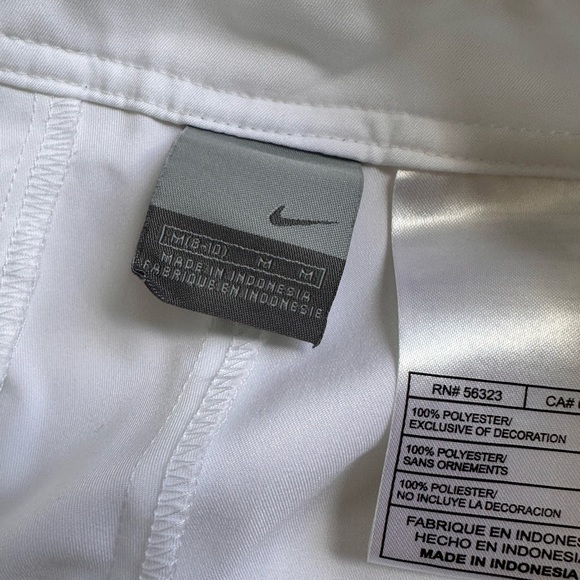 M(8-10) M M
MADE IN INDONESIA
FABRIQUE EN INDONESIE
RN# 56323 CA#
100% POLYESTER/
EXCLUSIVE OF DECORATION
100% POLYESTER/
SANS ORNEMENTS
100% POLIESTER/
NO INCLUYE LA DECORACION
FABRIQUE EN INDONES
HECHO EN INDONESIA
MADE IN INDONESIA